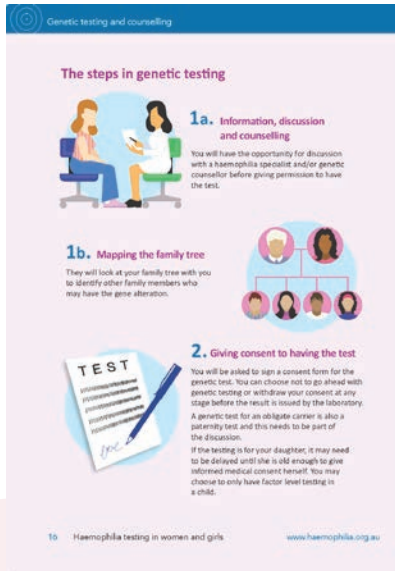 Genetic testing and counselling
The steps in genetic testing
1a. Information, discussion
and counselling
You will have the opportunity for discussion
with a haemophilia specialist and/or genetic
counsellor before giving permission to have
the test.
1b. Mapping the family tree
They will look at your family tree with you
to identify other family members who
may have the gene alteration.
TEST
2. Giving consent to having the test
You will be asked to sign a consent form for the
genetic test. You can choose not to go ahead with
genetic testing or withdraw your consent at any
stage before the result is issued by the laboratory.
A genetic test for an obligate carrier is also a
paternity test and this needs to be part of
the discussion.
If the testing is for your daughter, it may need
to be delayed until she is old enough to give
informed medical consent herself. You may
choose to only have factor level testing in
a child.
16 Haemophilia testing in women and girls www.haemophilia.org.au